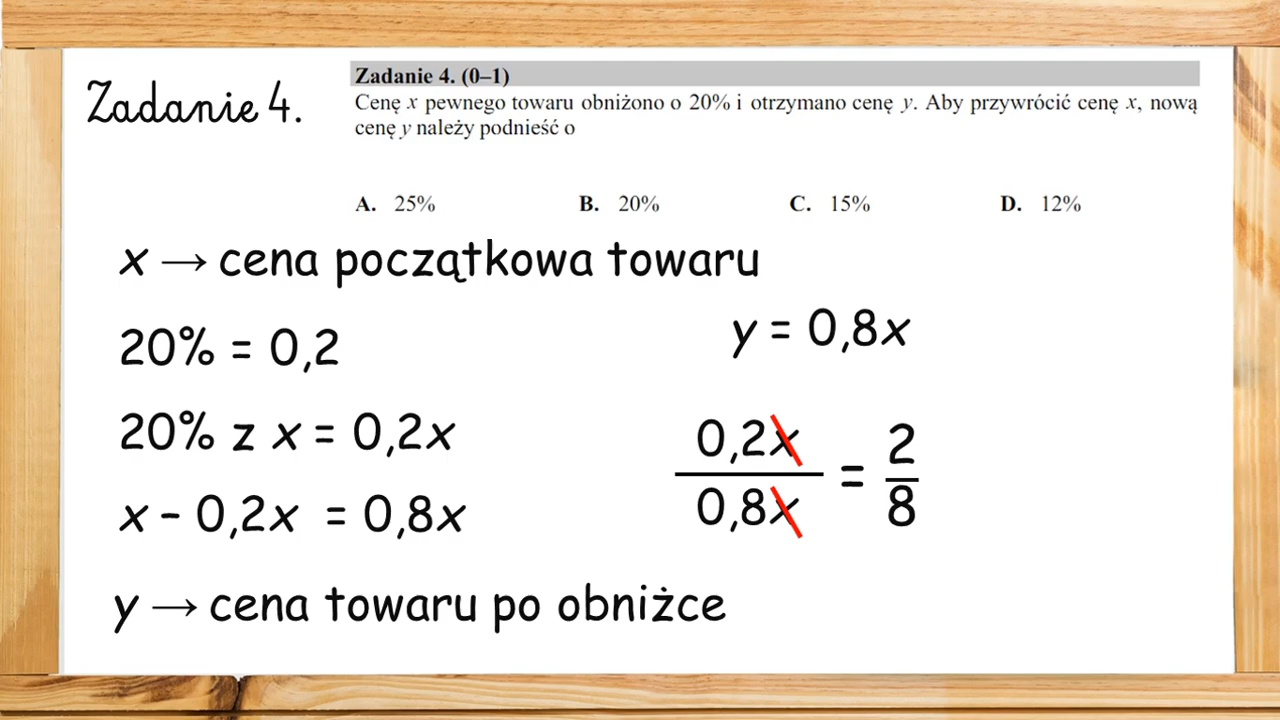 Zadanie 4.
Zadanie 4. (0–1)
Cenę x pewnego towaru obniżono o 20% i otrzymano cenę y. Aby przywrócić cenę x, nową
cenę y należy podnieść o
A. 25% B. 20% C. 15% D. 12%
x → cena początkowa towaru
20% = 0,2
20% z x = 0,2x
x – 0,2x = 0,8x
y → cena towaru po obniżce
y = 0,8x
0,2x
0,8x
=
2
8